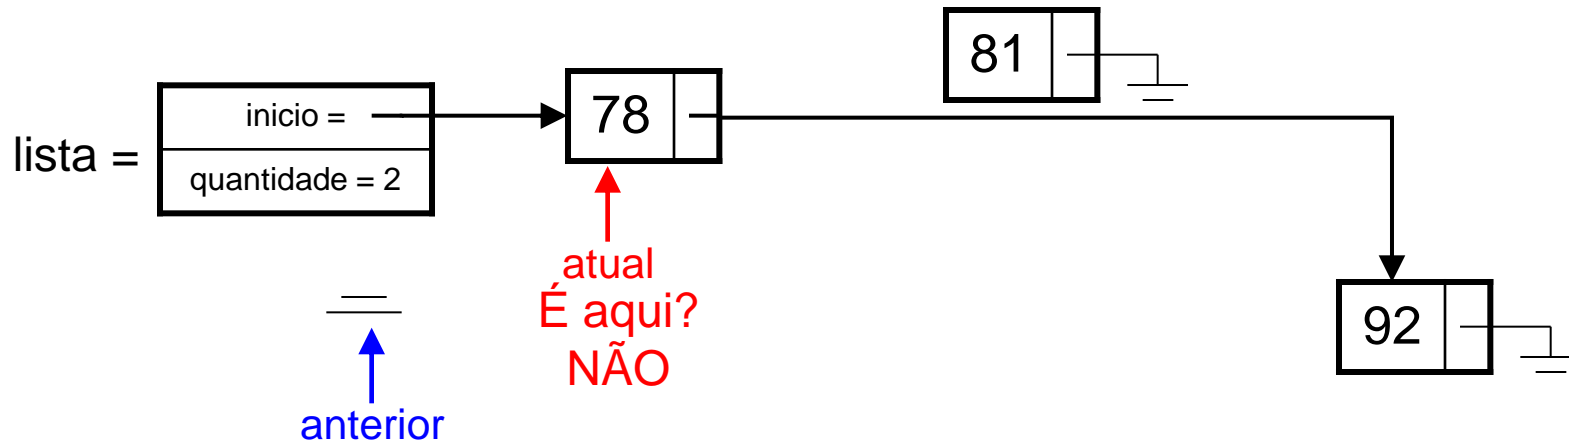 81
inicio =
78
lista =
quantidade = 2
atual
É aqui?
NÃO
92
anterior